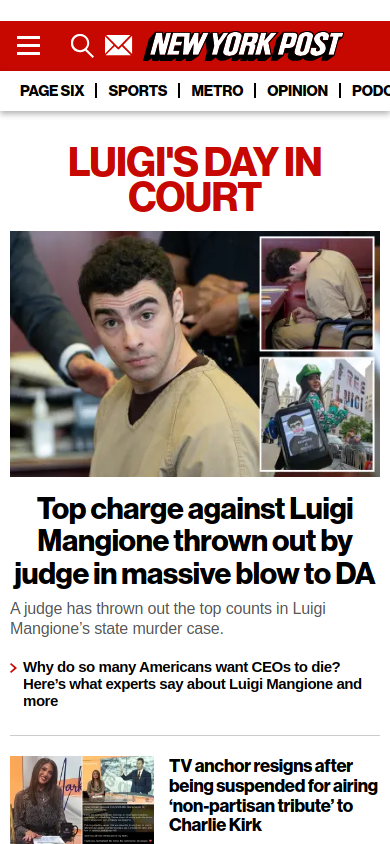 NEW YORK POST
PAGE SIX
SPORTS
METRO
OPINION
PODC
LUIGI'S DAY IN
COURT
FREE
LUIGI
Top charge against Luigi
Mangione thrown out by
judge in massive blow to DA
A judge has thrown out the top counts in Luigi
Mangione’s state murder case.
Why do so many Americans want CEOs to die?
Here’s what experts say about Luigi Mangione and
more
TV anchor resigns after
being suspended for airing
‘non-partisan tribute’ to
Charlie Kirk